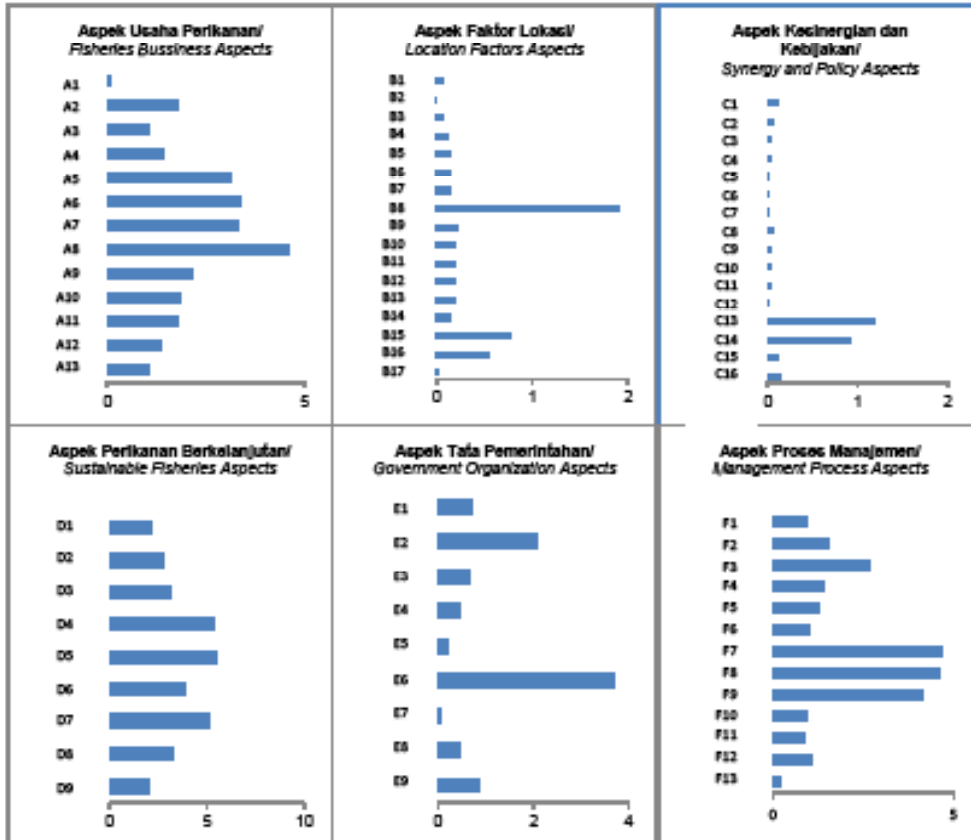 Aspek Usaha Perikanan/
Fisheries Bussiness Aspects
A1
A2
A3
A4
A5
A6
A7
A8
A9
A10
A11
A12
A13
0 5
Aspek Faktor Lokasi/
Location Factors Aspects
B1
B2
B3
B4
B5
B6
B7
B8
B9
B10
B11
B12
B13
B14
B15
B16
B17
0 1 2
Aspek Kesinergian dan
Kebijakan/
Synergy and Policy Aspects
C1
C2
C3
C4
C5
C6
C7
C8
C9
C10
C11
C12
C13
C14
C15
C16
0 1 2
Aspek Perikanan Berkelanjutan/
Sustainable Fisheries Aspects
D1
D2
D3
D4
D5
D6
D7
D8
D9
0 5 10
Aspek Tata Pemerintahan/
Government Organization Aspects
E1
E2
E3
E4
E5
E6
E7
E8
E9
0 2 4
Aspek Proses Manajemen/
Management Process Aspects
F1
F2
F3
F4
F5
F6
F7
F8
F9
F10
F11
F12
F13
0 5